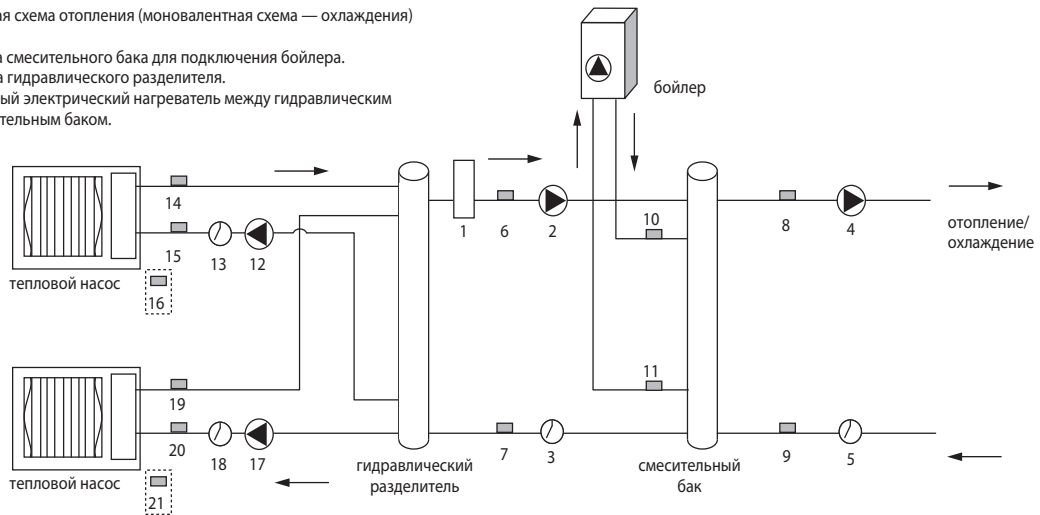 ая схема отопления (моновалентная схема — охлаждения)
а смесительного бака для подключения бойлера.
а гидравлического разделителя.
ный электрический нагреватель между гидравлическим
тельным баком.
бойлер
14
15
13
12
1
6
2
10
8
4
отопление/
охлаждение
тепловой насос
16
11
19
20
18
17
7
3
9
5
гидравлический
разделитель
смесительный
бак
тепловой насос
21